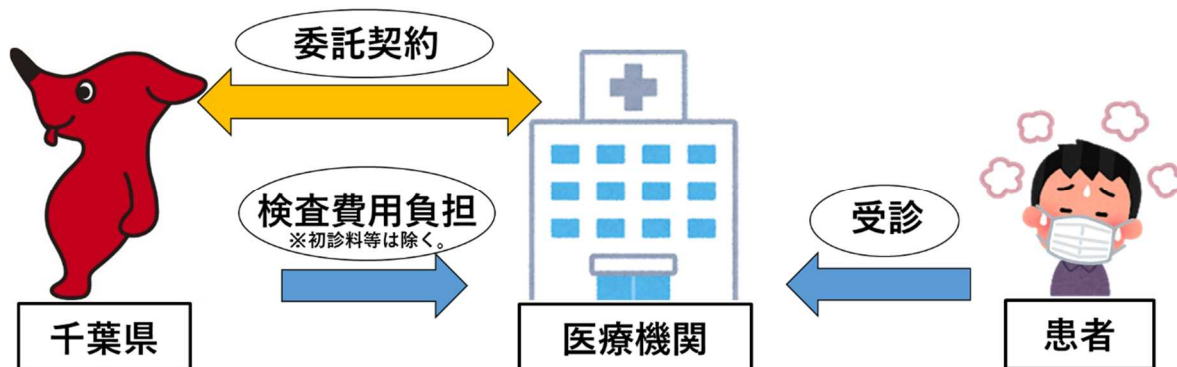 委託契約
検査費用負担
※初診料等は除く。
受診
千葉県
医療機関
患者